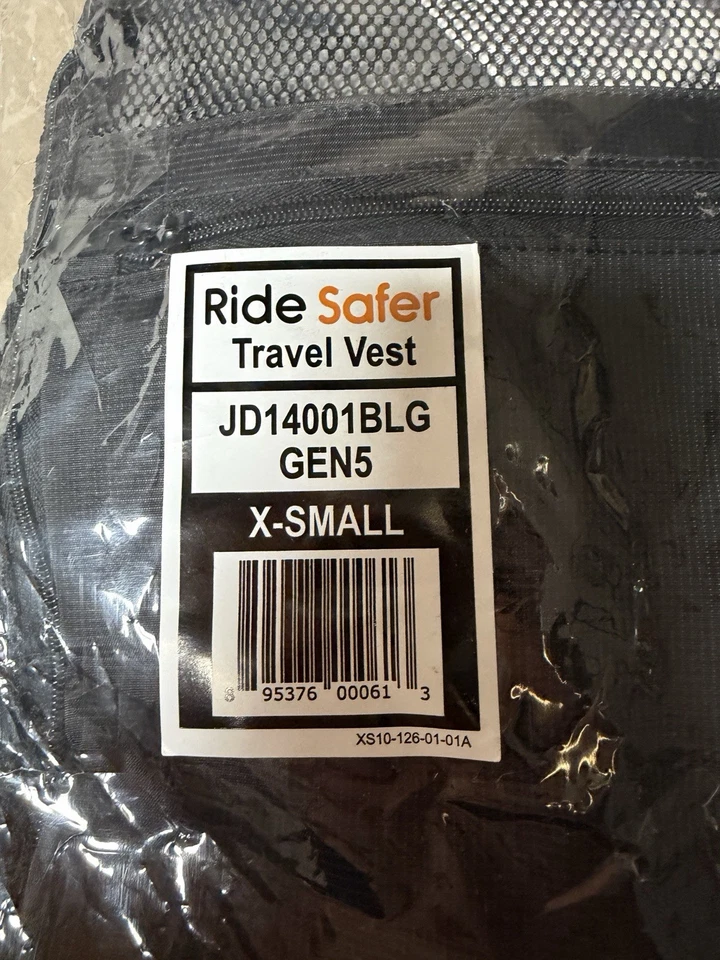 Ride Safer
Travel Vest
JD14001BLG
GEN5
X-SMALL
8 95376 00061 3
XS10-126-01-01A